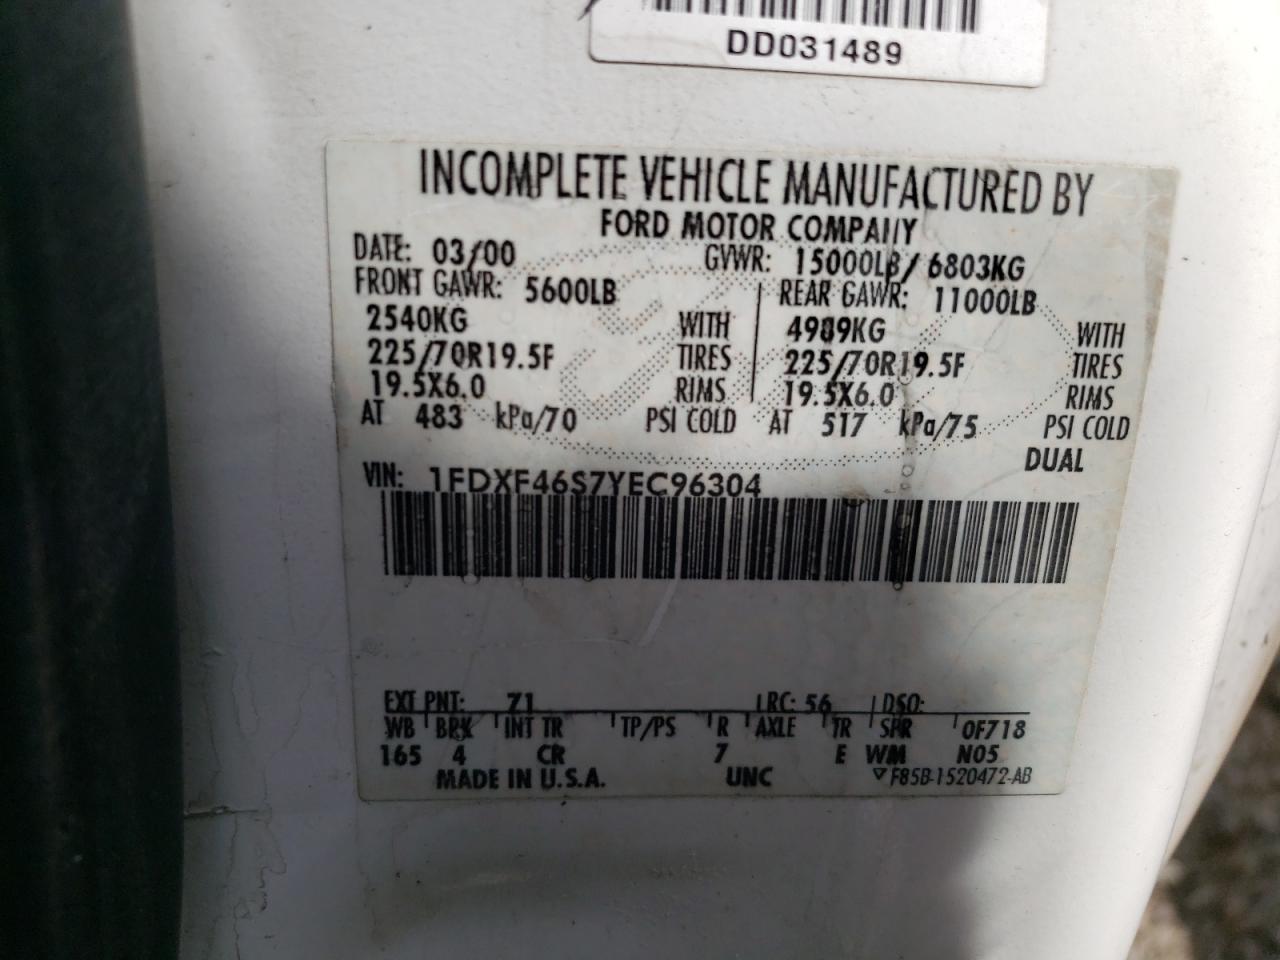 DD031489
INCOMPLETE VEHICLE MANUFACTURED BY
FORD MOTOR COMPANY
DATE: 03/00 GVWR: 15000LB/6803KG
FRONT GAWR: 5600LB REAR GAWR: 11000LB
2540KG WITH 4989KG WITH
225/70R19.5F TIRES 225/70R19.5F TIRES
19.5X6.0 RIMS 19.5X6.0 RIMS
AT 483 kPa/70 PSI COLD AT 517 kPa/75 PSI COLD
DUAL
VIN: 1FDXF46S7YEC96304
EXT PNT: 71 RC: 56 DSO:
WB BRK INT TR TP/PS R AXLE TR SPR 0F718
165 4 CR 7 E WM N05
MADE IN U.S.A. UNC F85B-1520472-AB